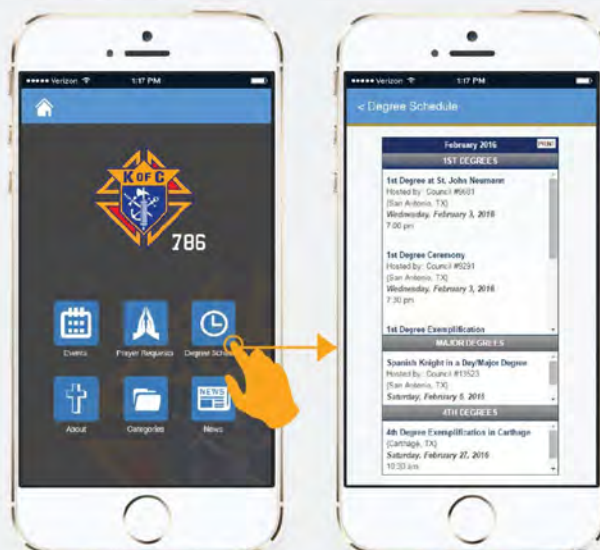 Verizon 1:17 PM
K OF C
786
Events Prayer Requests Degree Schedule
NEWS
About Categories News
Verizon 1:17 PM
< Degree Schedule
February 2016 PRINT
1ST DEGREES
1st Degree at St. John Neumann
Hosted by: Council #5601
(San Antonio, TX)
Wednesday, February 3, 2016
7:00 pm
1st Degree Ceremony
Hosted by: Council #9291
(San Antonio, TX)
Wednesday, February 3, 2016
7:30 pm
1st Degree Exemplification
MAJOR DEGREES
Spanish Knight in a Day/Major Degree
Hosted by: Council #13523
(San Antonio, TX)
Saturday, February 6, 2016
4TH DEGREES
4th Degree Exemplification in Carthage
(Carthage, TX)
Saturday, February 27, 2016
10:30 am